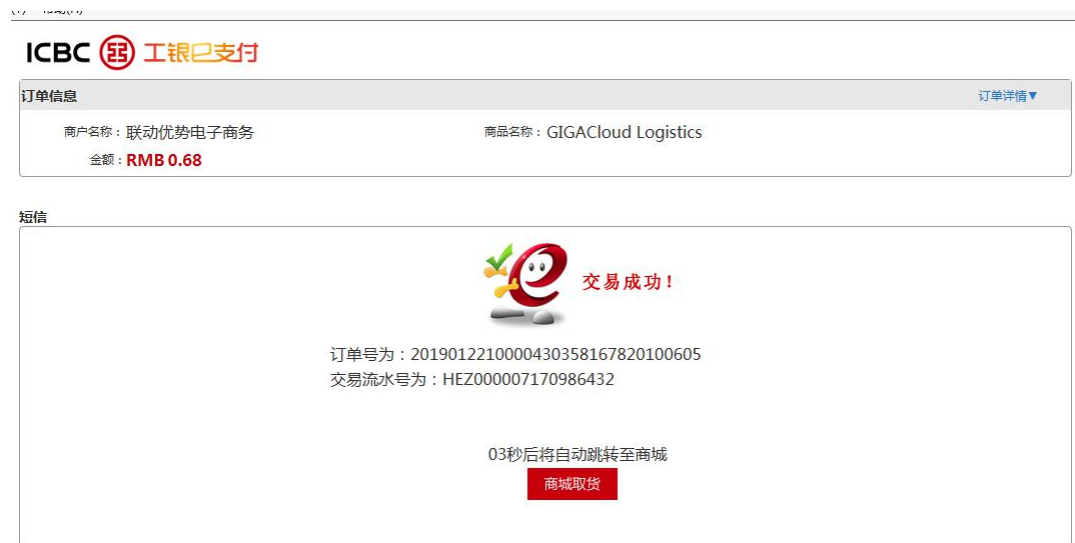 ICBC 工银已支付
订单信息 订单详情▼
商户名称：联动优势电子商务 商品名称：GIGACloud Logistics
金额：RMB 0.68
短信
交易成功！
订单号为：201901221000043035816782010​0605
交易流水号为：HEZ000007170986432
03秒后将自动跳转至商城
商城取货